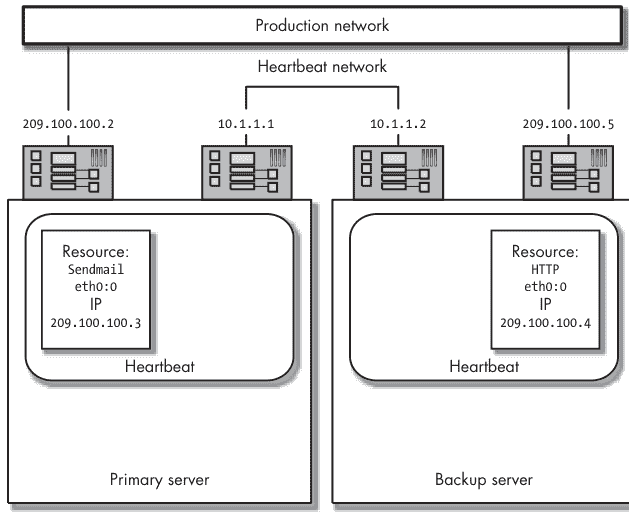 Production network
Heartbeat network
209.100.100.2
10.1.1.1
10.1.1.2
209.100.100.5
Resource:
Sendmail
eth0:0
IP
209.100.100.3
Heartbeat
Primary server
Resource:
HTTP
eth0:0
IP
209.100.100.4
Heartbeat
Backup server